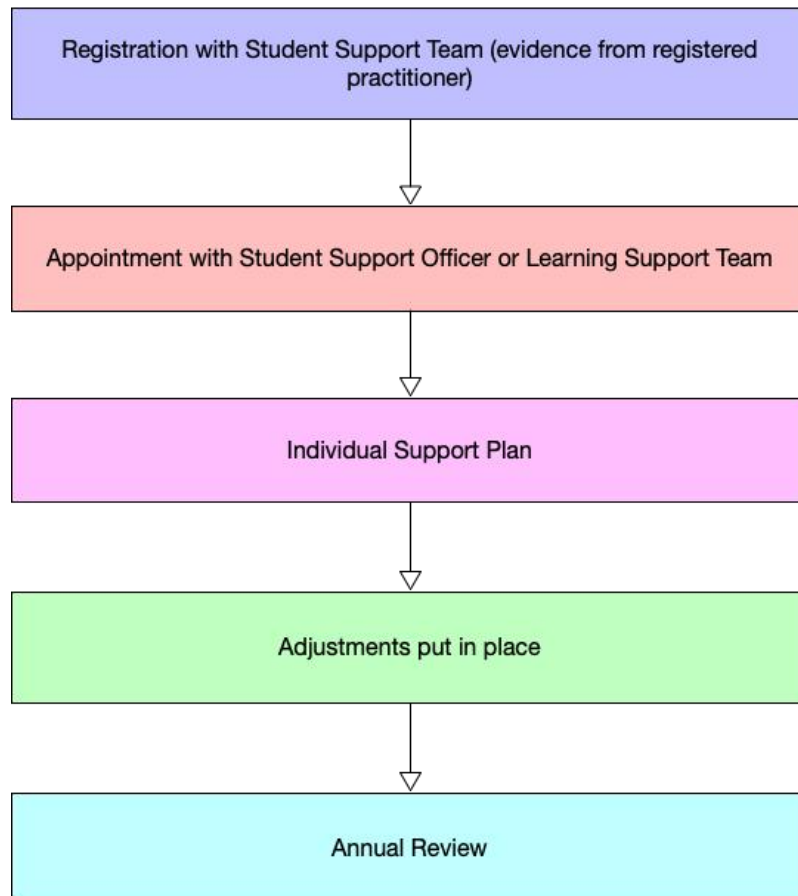 Registration with Student Support Team (evidence from registered
practitioner)
Appointment with Student Support Officer or Learning Support Team
Individual Support Plan
Adjustments put in place
Annual Review